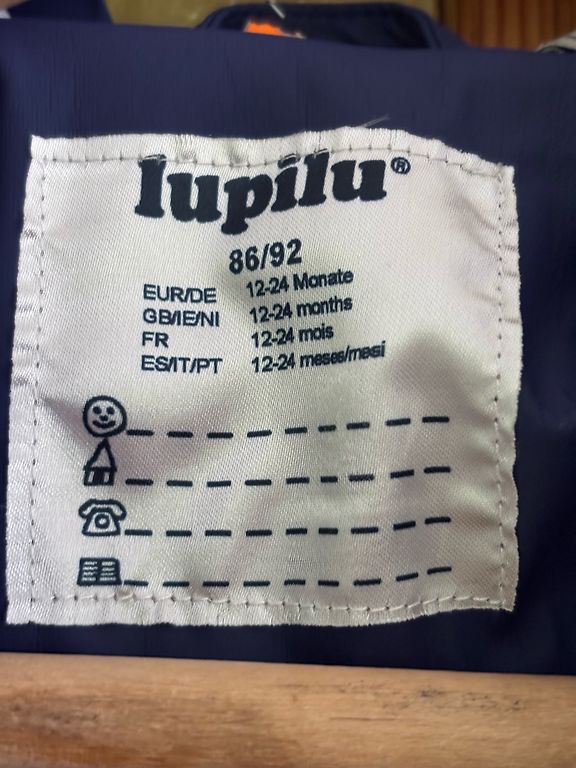 lupilu®
86/92
EUR/DE 12-24 Monate
GB/IE/NI 12-24 months
FR 12-24 mois
ES/IT/PT 12-24 meses/mesi